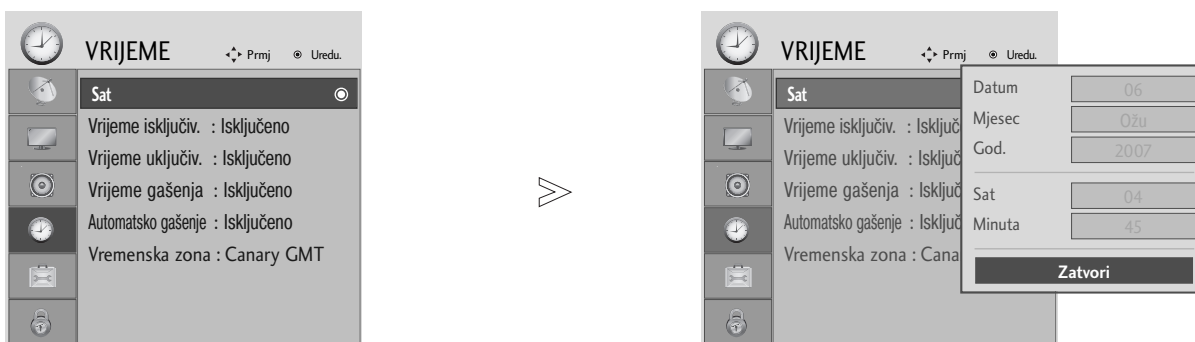 VRIJEME Prmj Uredu.
Sat
Vrijeme isključiv. : Isključeno
Vrijeme uključiv. : Isključeno
Vrijeme gašenja : Isključeno
Automatsko gašenje : Isključeno
Vremenska zona : Canary GMT
VRIJEME Prmj Uredu.
Sat
Vrijeme isključiv. : Isključ
Vrijeme uključiv. : Isključ
Vrijeme gašenja : Isključ
Automatsko gašenje : Isključ
Vremenska zona : Cana
Datum 06
Mjesec Ožu
God. 2007
Sat 04
Minuta 45
Zatvori